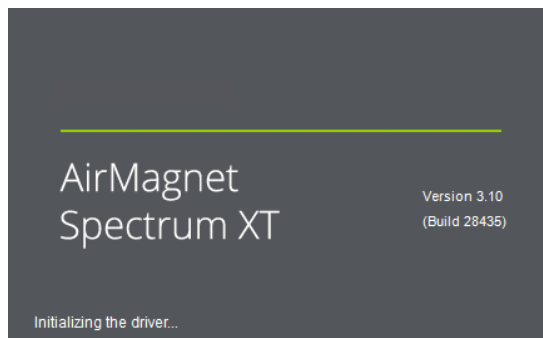 AirMagnet
Spectrum XT
Version 3.10
(Build 28435)
Initializing the driver...